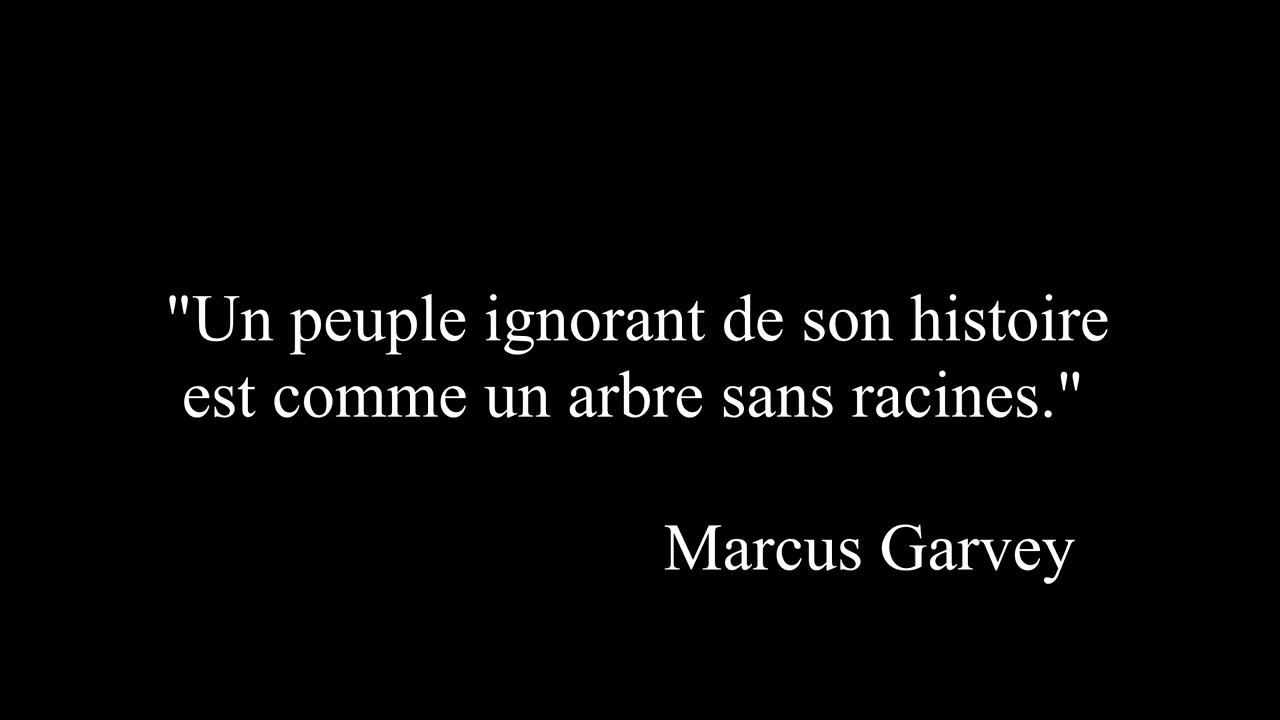 "Un peuple ignorant de son histoire
est comme un arbre sans racines."
Marcus Garvey